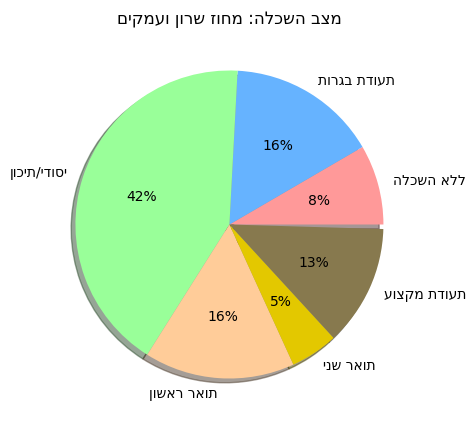 מצב השכלה: מחוז שרון ועמקים
תעודת בגרות
16%
יסודי/תיכון
42%
ללא השכלה
8%
13%
תעודת מקצוע
5%
16%
תואר שני
תואר ראשון